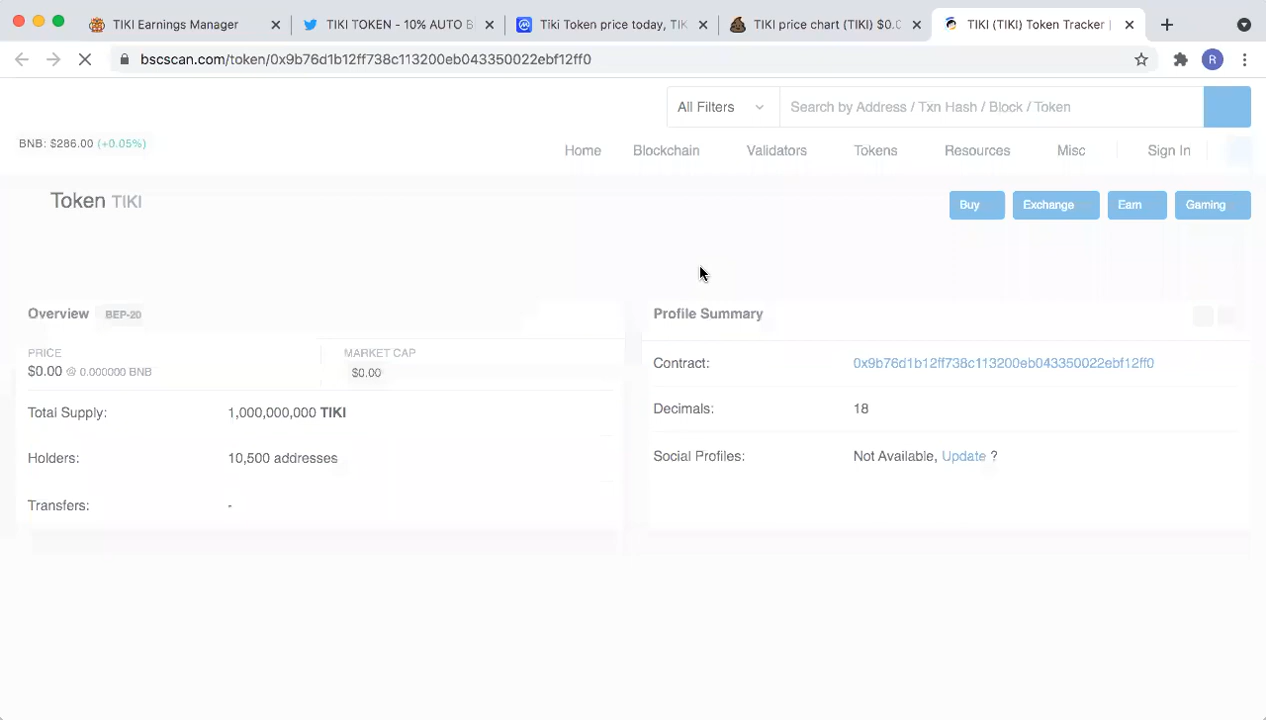 TIKI Earnings Manager
TIKI TOKEN - 10% AUTO B
Tiki Token price today, TIK
TIKI price chart (TIKI) $0.0
TIKI (TIKI) Token Tracker |
bscscan.com/token/0x9b76d1b12ff738c113200eb043350022ebf12ff0
R
All Filters
Search by Address / Txn Hash / Block / Token
BNB: $286.00 (+0.05%)
Home Blockchain Validators Tokens Resources Misc Sign In
Token TIKI
Buy Exchange Earn Gaming
Overview BEP-20
PRICE
$0.00 @ 0.000000 BNB
MARKET CAP
$0.00
Total Supply: 1,000,000,000 TIKI
Holders: 10,500 addresses
Transfers: -
Profile Summary
Contract: 0x9b76d1b12ff738c113200eb043350022ebf12ff0
Decimals: 18
Social Profiles: Not Available, Update ?